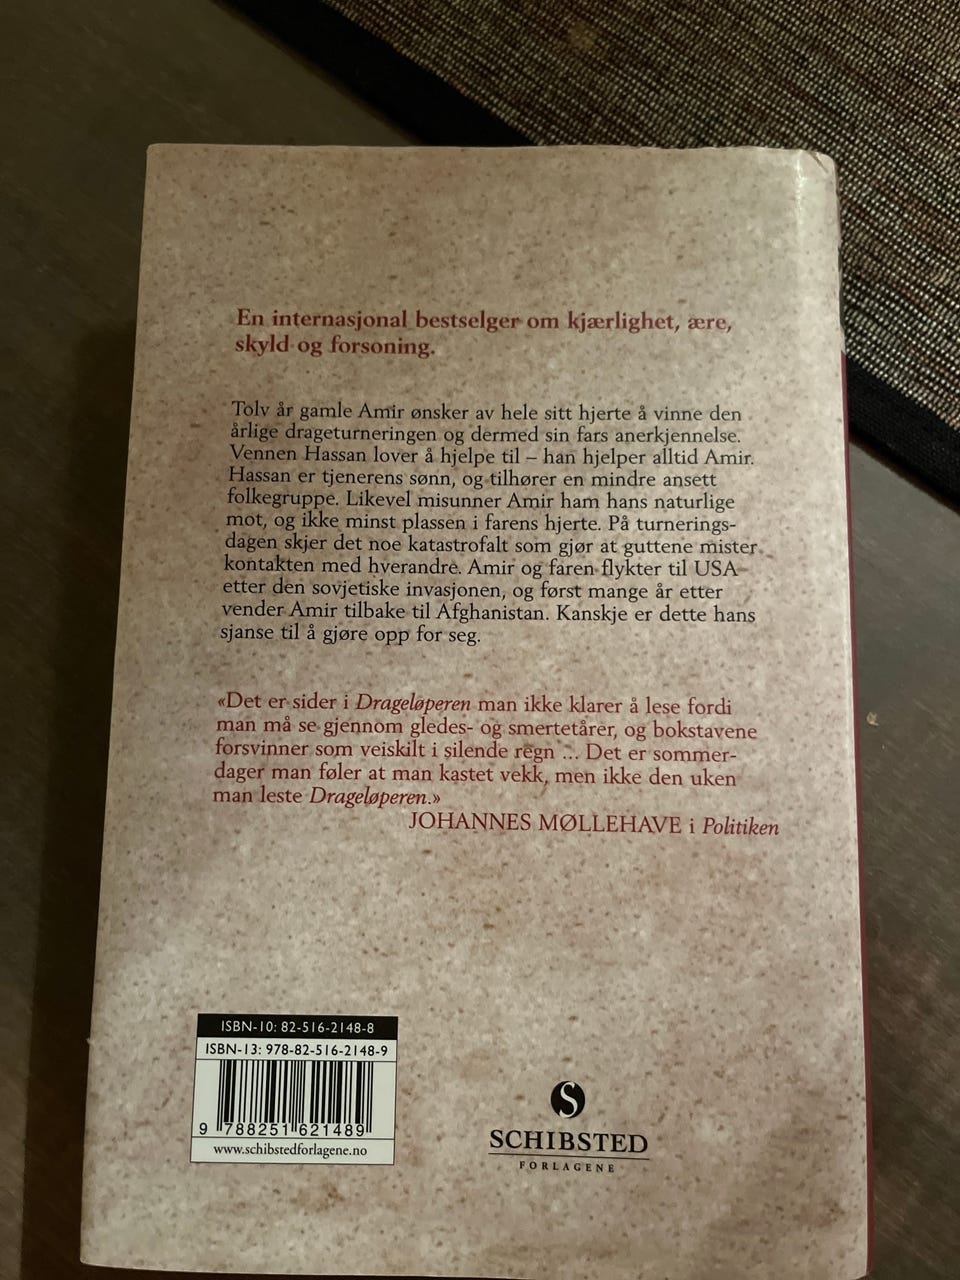 En internasjonal bestselger om kjærlighet, ære,
skyld og forsoning.
Tolv år gamle Amir ønsker av hele sitt hjerte å vinne den
årlige drageturneringen og dermed sin fars anerkjennelse.
Vennen Hassan lover å hjelpe til – han hjelper alltid Amir.
Hassan er tjenerens sønn, og tilhører en mindre ansett
folkegruppe. Likevel misunner Amir ham hans naturlige
mot, og ikke minst plassen i farens hjerte. På turnerings-
dagen skjer det noe katastrofalt som gjør at guttene mister
kontakten med hverandre. Amir og faren flykter til USA
etter den sovjetiske invasjonen, og først mange år etter
vender Amir tilbake til Afghanistan. Kanskje er dette hans
sjanse til å gjøre opp for seg.
«Det er sider i Drageløperen man ikke klarer å lese fordi
man må se gjennom gledes- og smertetårer, og bokstavene
forsvinner som veiskilt i silende regn ... Det er sommer-
dager man føler at man kastet vekk, men ikke den uken
man leste Drageløperen.»
JOHANNES MØLLEHAVE i Politiken
ISBN-10: 82-516-2148-8
ISBN-13: 978-82-516-2148-9
9 788251 621489
www.schibstedforlagene.no
S
SCHIBSTED
FORLAGENE